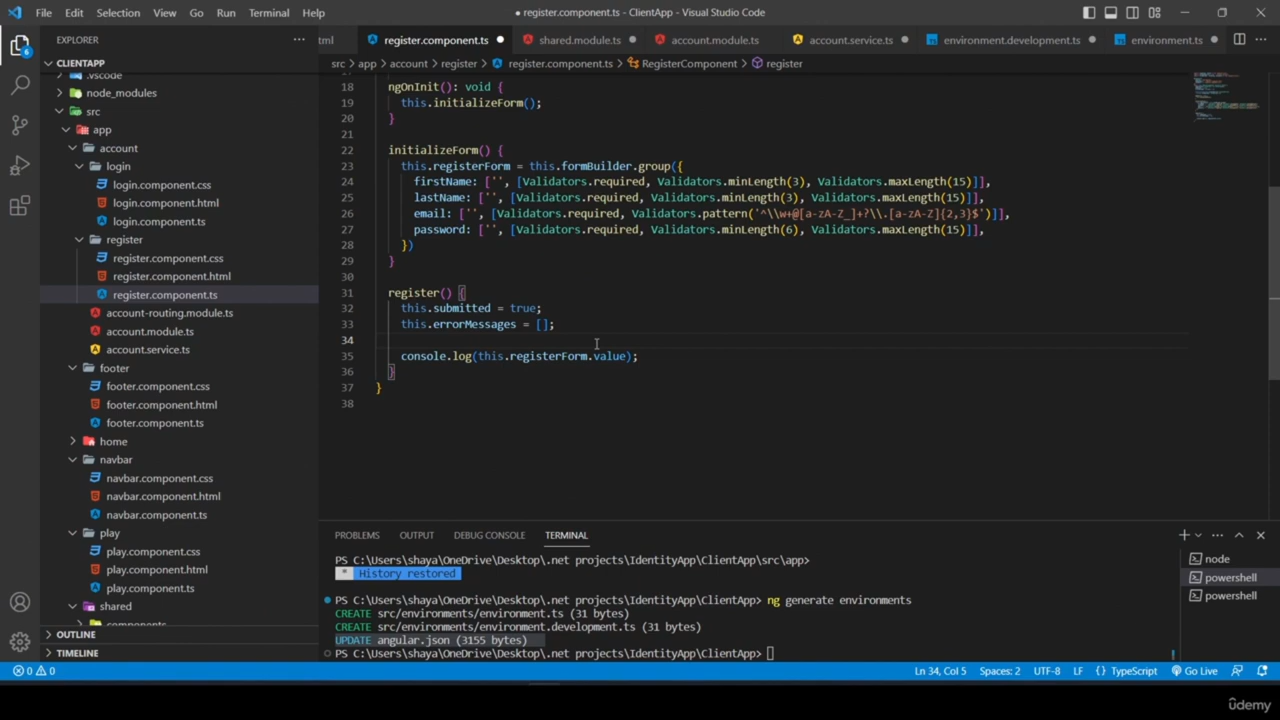 File Edit Selection View Go Run Terminal Help
register.component.ts - ClientApp - Visual Studio Code
EXPLORER
html register.component.ts shared.module.ts account.module.ts account.service.ts environment.development.ts environment.ts
CLIENTAPP
src > app > account > register > register.component.ts > RegisterComponent > register
.vscode
node_modules
src
app
account
login
login.component.css
login.component.html
login.component.ts
register
register.component.css
register.component.html
register.component.ts
account-routing.module.ts
account.module.ts
account.service.ts
footer
footer.component.css
footer.component.html
footer.component.ts
home
navbar
navbar.component.css
navbar.component.html
navbar.component.ts
play
play.component.css
play.component.html
play.component.ts
shared
components
OUTLINE
TIMELINE
18 ngOnInit(): void {
19 this.initializeForm();
20 }
21
22 initializeForm() {
23 this.registerForm = this.formBuilder.group({
24 firstName: ['', [Validators.required, Validators.minLength(3), Validators.maxLength(15)]],
25 lastName: ['', [Validators.required, Validators.minLength(3), Validators.maxLength(15)]],
26 email: ['', [Validators.required, Validators.pattern('^\\w+@[a-zA-Z_]+?\\.[a-zA-Z]{2,3}$')]],
27 password: ['', [Validators.required, Validators.minLength(6), Validators.maxLength(15)]],
28 })
29 }
30
31 register() {
32 this.submitted = true;
33 this.errorMessages = [];
34
35 console.log(this.registerForm.value);
36 }
37 }
38
PROBLEMS OUTPUT DEBUG CONSOLE TERMINAL
PS C:\Users\shaya\OneDrive\Desktop\.net projects\IdentityApp\ClientApp\src\app>
* History restored
PS C:\Users\shaya\OneDrive\Desktop\.net projects\IdentityApp\ClientApp> ng generate environments
CREATE src/environments/environment.ts (31 bytes)
CREATE src/environments/environment.development.ts (31 bytes)
UPDATE angular.json (3155 bytes)
PS C:\Users\shaya\OneDrive\Desktop\.net projects\IdentityApp\ClientApp>
node
powershell
powershell
0 0 Ln 34, Col 5 Spaces: 2 UTF-8 LF {} TypeScript Go Live
ûdemy